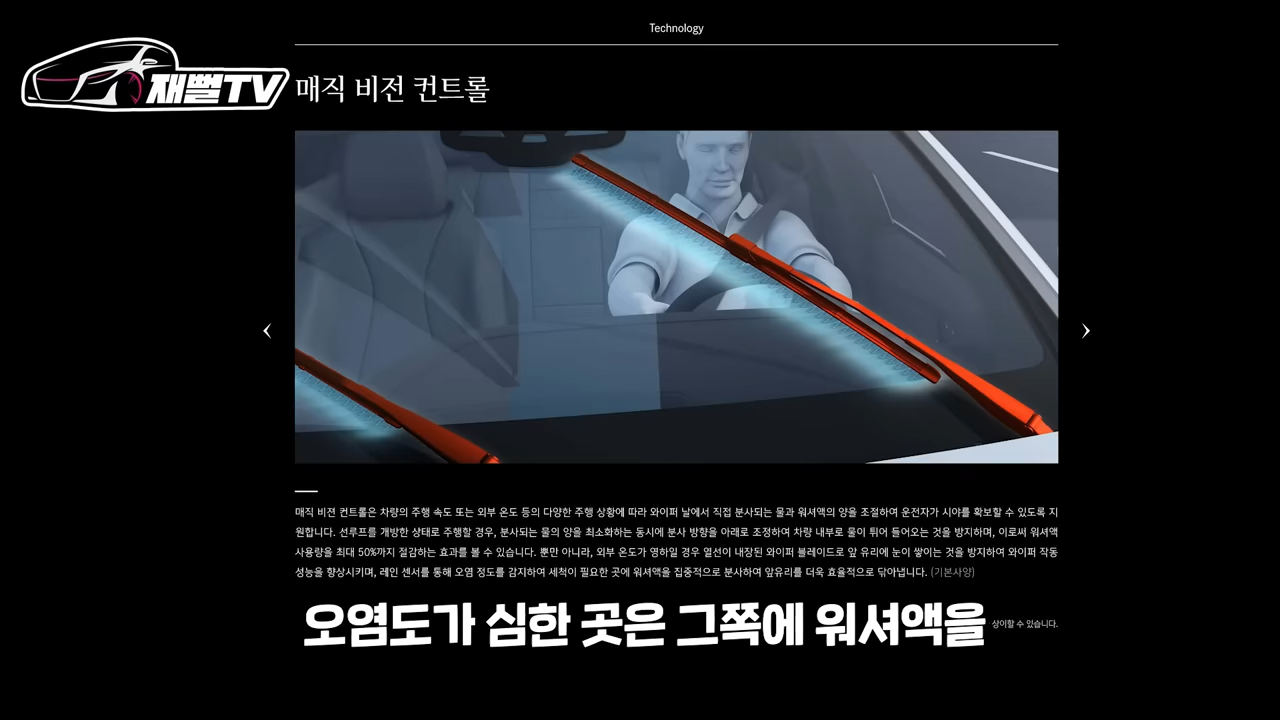 Technology
재뻘TV
매직 비전 컨트롤
매직 비전 컨트롤은 차량의 주행 속도 또는 외부 온도 등의 다양한 주행 상황에 따라 와이퍼 날에서 직접 분사되는 물과 워셔액의 양을 조절하여 운전자가 시야를 확보할 수 있도록 지
원합니다. 선루프를 개방한 상태로 주행할 경우, 분사되는 물의 양을 최소화하는 동시에 분사 방향을 아래로 조정하여 차량 내부로 물이 튀어 들어오는 것을 방지하며, 이로써 워셔액
사용량을 최대 50%까지 절감하는 효과를 볼 수 있습니다. 뿐만 아니라, 외부 온도가 영하일 경우 열선이 내장된 와이퍼 블레이드로 앞 유리에 눈이 쌓이는 것을 방지하여 와이퍼 작동
성능을 향상시키며, 레인 센서를 통해 오염 정도를 감지하여 세척이 필요한 곳에 워셔액을 집중적으로 분사하여 앞유리를 더욱 효율적으로 닦아냅니다. (기본사양)
오염도가 심한 곳은 그쪽에 워셔액을
상이할 수 있습니다.